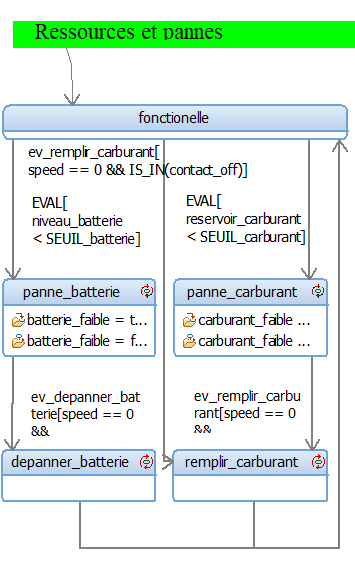 Ressources et pannes
fonctionelle
ev_remplir_carburant[
speed == 0 && IS_IN(contact_off)]
EVAL[
niveau_batterie
< SEUIL_batterie]
EVAL[
reservoir_carburant
< SEUIL_carburant]
panne_batterie
batterie_faible = t...
batterie_faible = f...
panne_carburant
carburant_faible ...
carburant_faible ...
ev_depanner_bat
terie[speed == 0
&&
ev_remplir_carbu
rant[speed == 0
&&
depanner_batterie
remplir_carburant